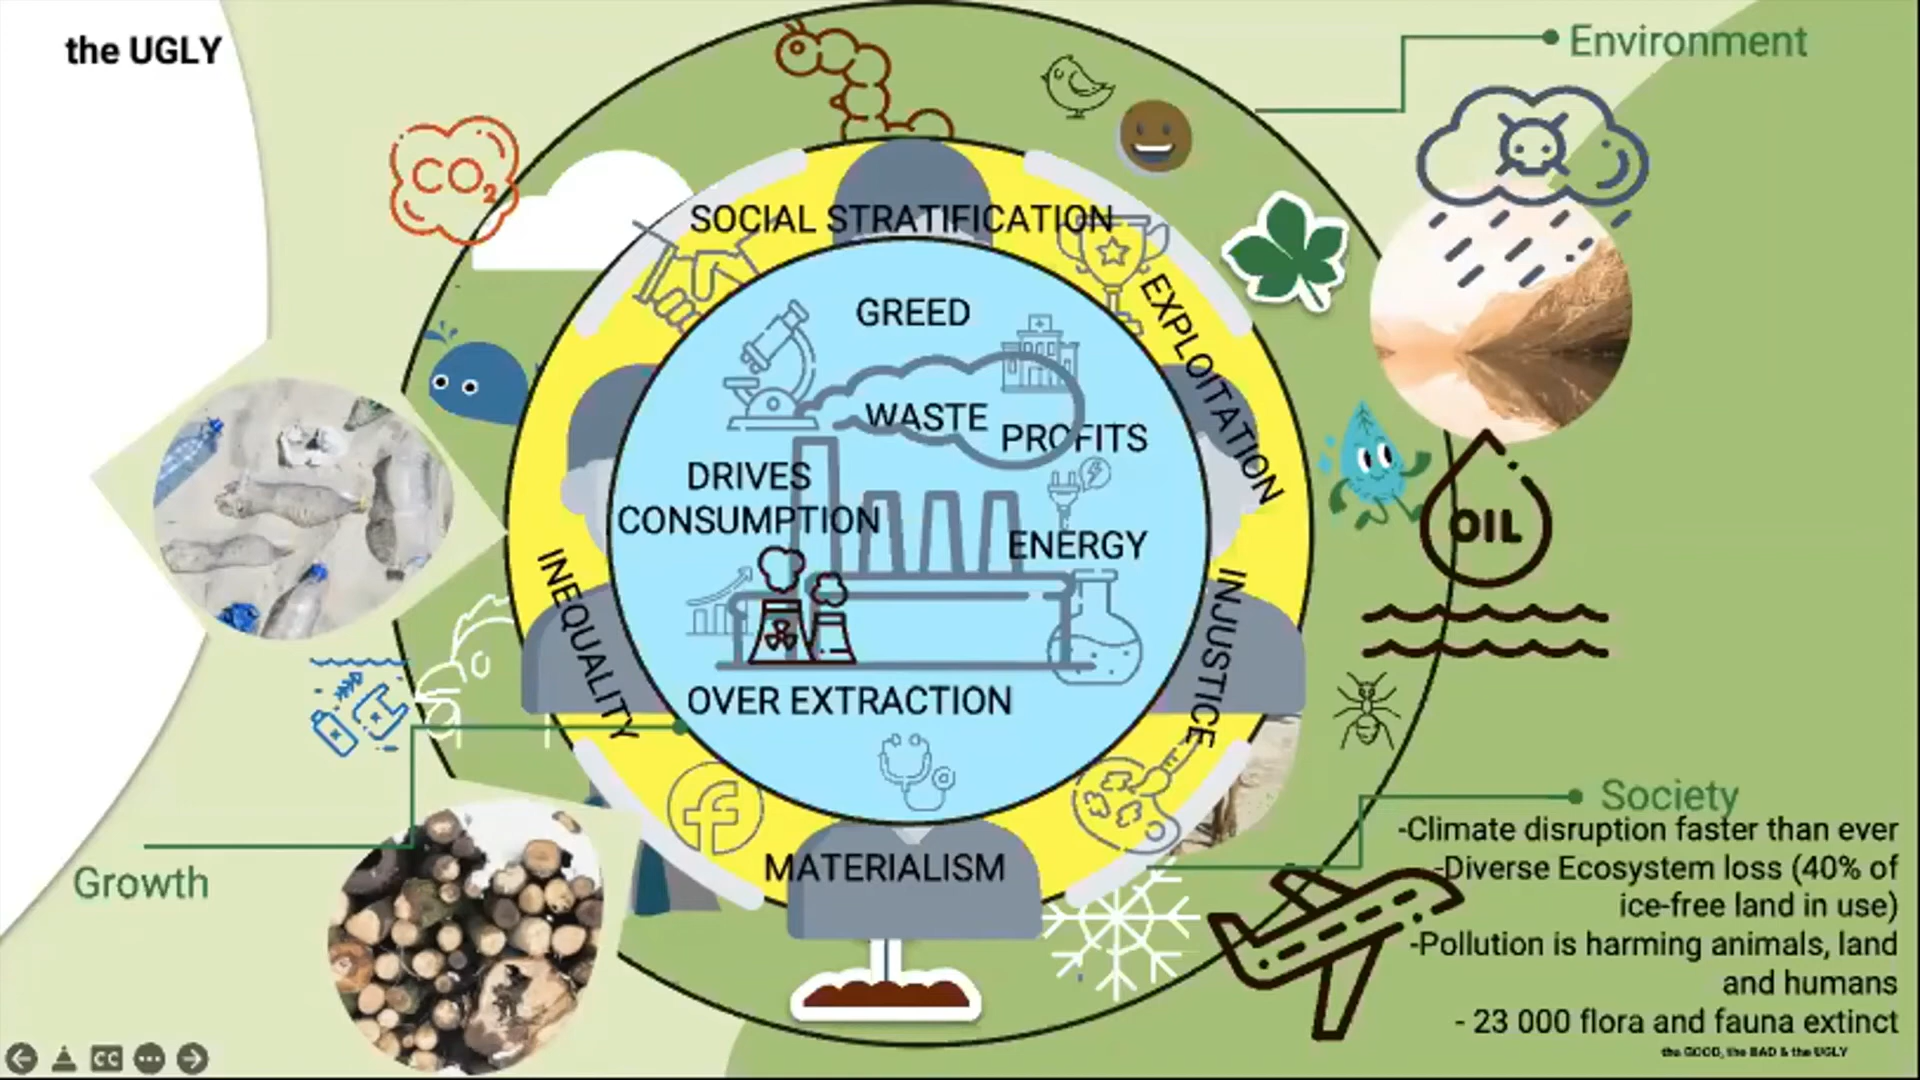 the UGLY
Environment
CO₂
SOCIAL STRATIFICATION
EXPLOITATION
GREED
WASTE
PROFITS
DRIVES
CONSUMPTION
ENERGY
OIL
INEQUALITY
INJUSTICE
OVER EXTRACTION
MATERIALISM
Growth
Society
-Climate disruption faster than ever
-Diverse Ecosystem loss (40% of
ice-free land in use)
-Pollution is harming animals, land
and humans
- 23 000 flora and fauna extinct
the GOOD, the BAD & the UGLY
CC